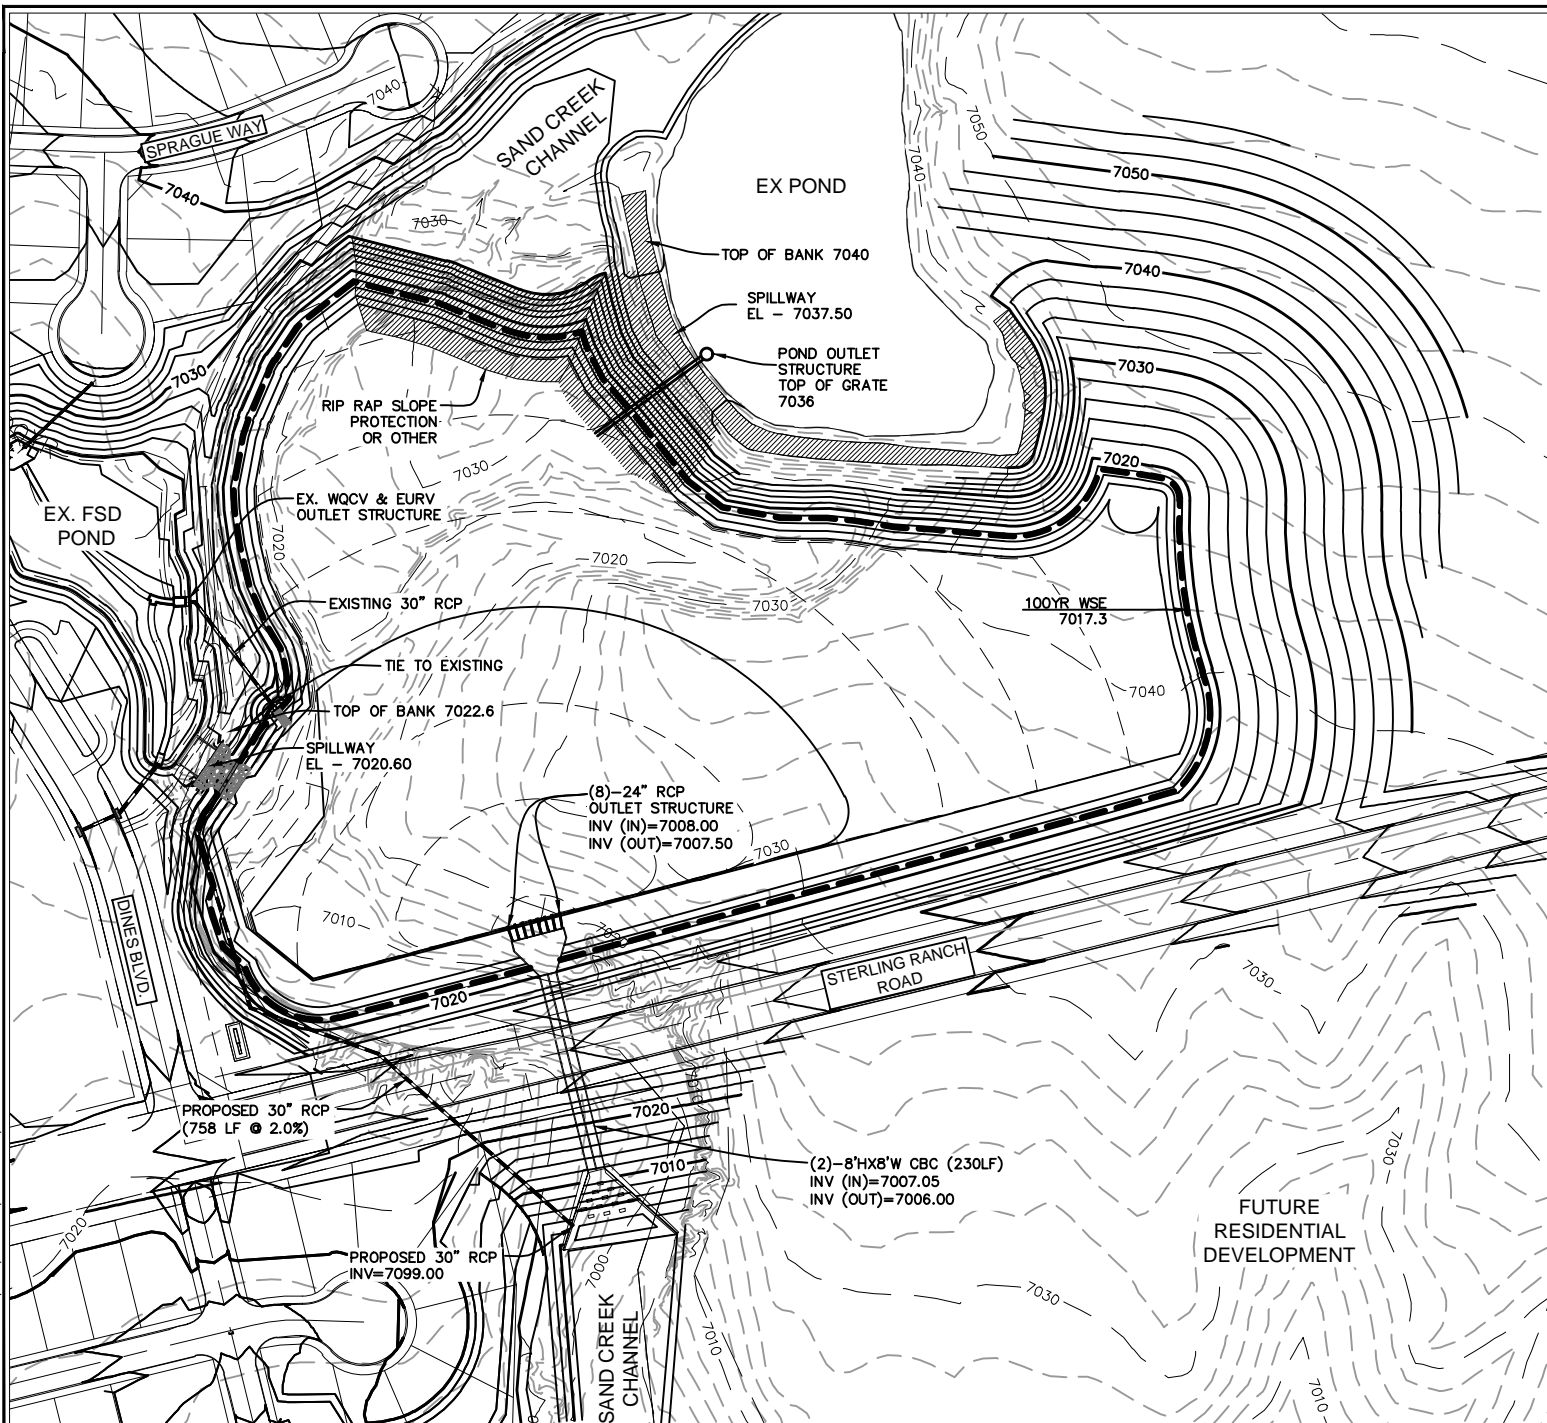 7040
SPRAGUE WAY
7040
SAND CREEK
CHANNEL
7030
EX POND
7050
7040
7050
TOP OF BANK 7040
7040
SPILLWAY
EL – 7037.50
POND OUTLET
STRUCTURE
TOP OF GRATE
7036
7030
7030
RIP RAP SLOPE
PROTECTION
OR OTHER
7030
7020
EX. WQCV & EURV
OUTLET STRUCTURE
EX. FSD
POND
7020
7020
7030
EXISTING 30" RCP
100YR WSE
7017.3
TIE TO EXISTING
7040
TOP OF BANK 7022.6
SPILLWAY
EL – 7020.60
(8)–24" RCP
OUTLET STRUCTURE
INV (IN)=7008.00
INV (OUT)=7007.50
7030
7010
DINES BLVD.
7020
STERLING RANCH
ROAD
7030
PROPOSED 30" RCP
(758 LF @ 2.0%)
7020
7010
7030
(2)–8'HX8'W CBC (230LF)
INV (IN)=7007.05
INV (OUT)=7006.00
7020
FUTURE
RESIDENTIAL
DEVELOPMENT
PROPOSED 30" RCP
INV=7099.00
7000
7030
SAND CREEK
CHANNEL
7010
7010